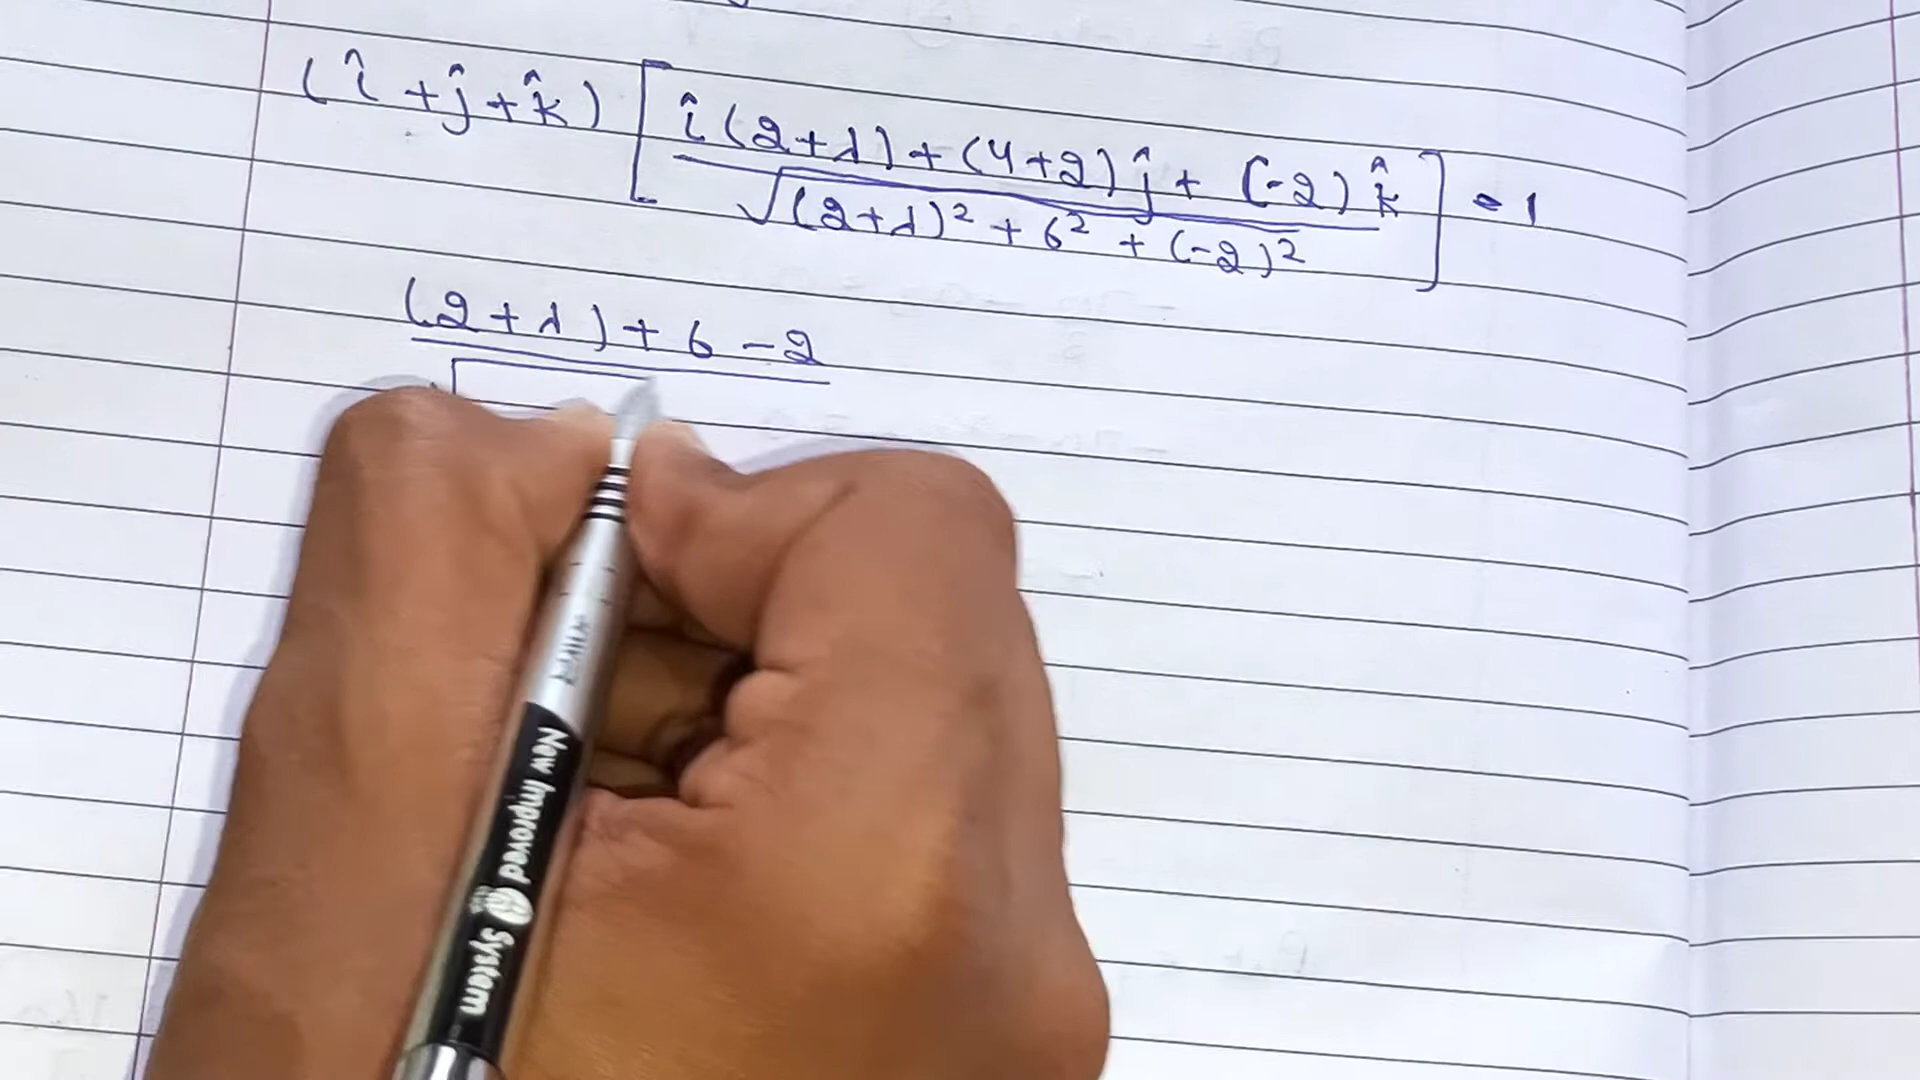 (î + ĵ + k̂) [ î(2+λ) + (4+2)ĵ + (-2)k̂ / √((2+λ)² + 6² + (-2)²) ] = 1
(2+λ) + 6 - 2
New Improved System